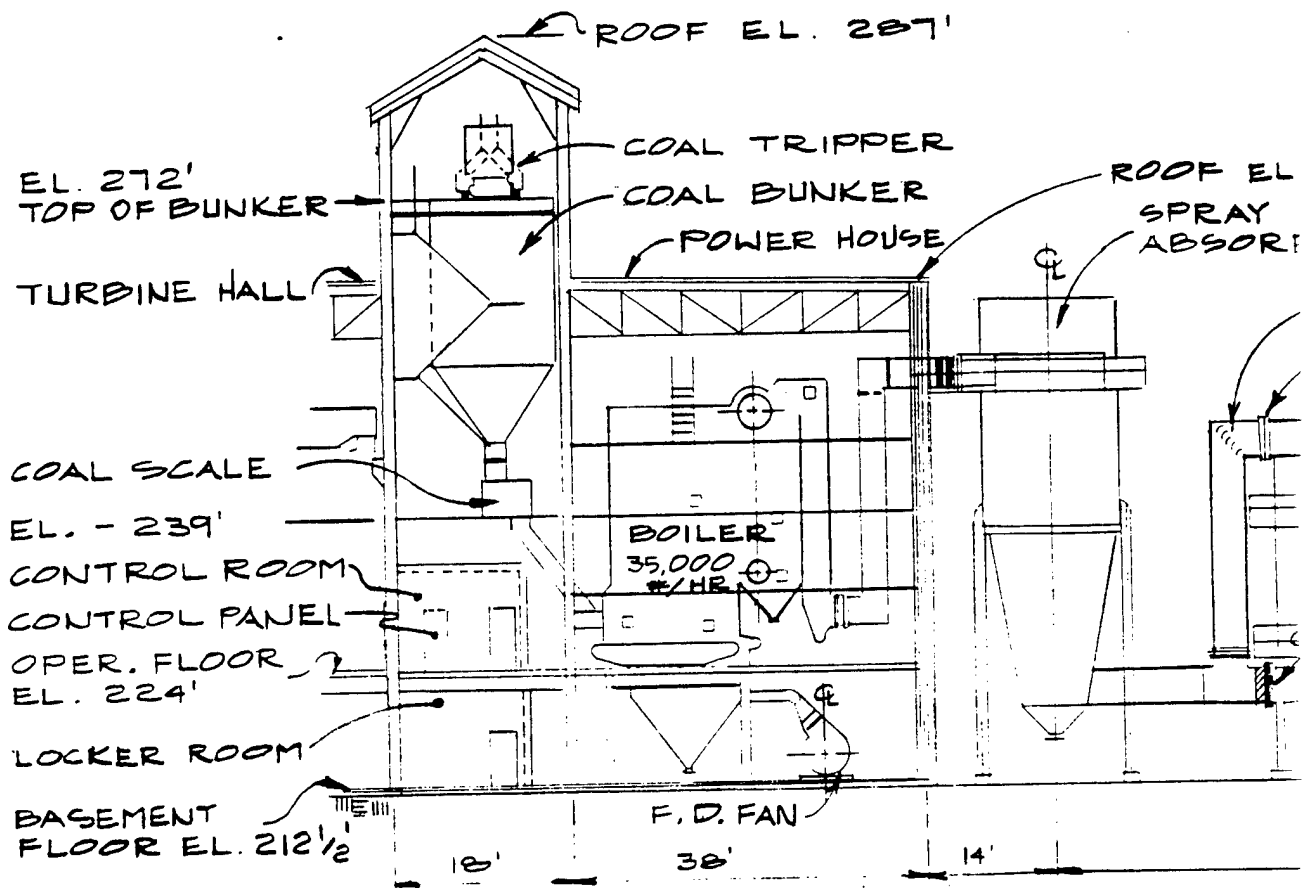 ROOF EL. 287'
COAL TRIPPER
EL. 272'
TOP OF BUNKER
COAL BUNKER
ROOF EL
SPRAY
POWER HOUSE
TURBINE HALL
℄
COAL SCALE
EL. - 239'
BOILER
35,000
#/HR
CONTROL ROOM
CONTROL PANEL
OPER. FLOOR
EL. 224'
℄
LOCKER ROOM
BASEMENT
FLOOR EL. 212½'
F.D. FAN
18'
38'
14'